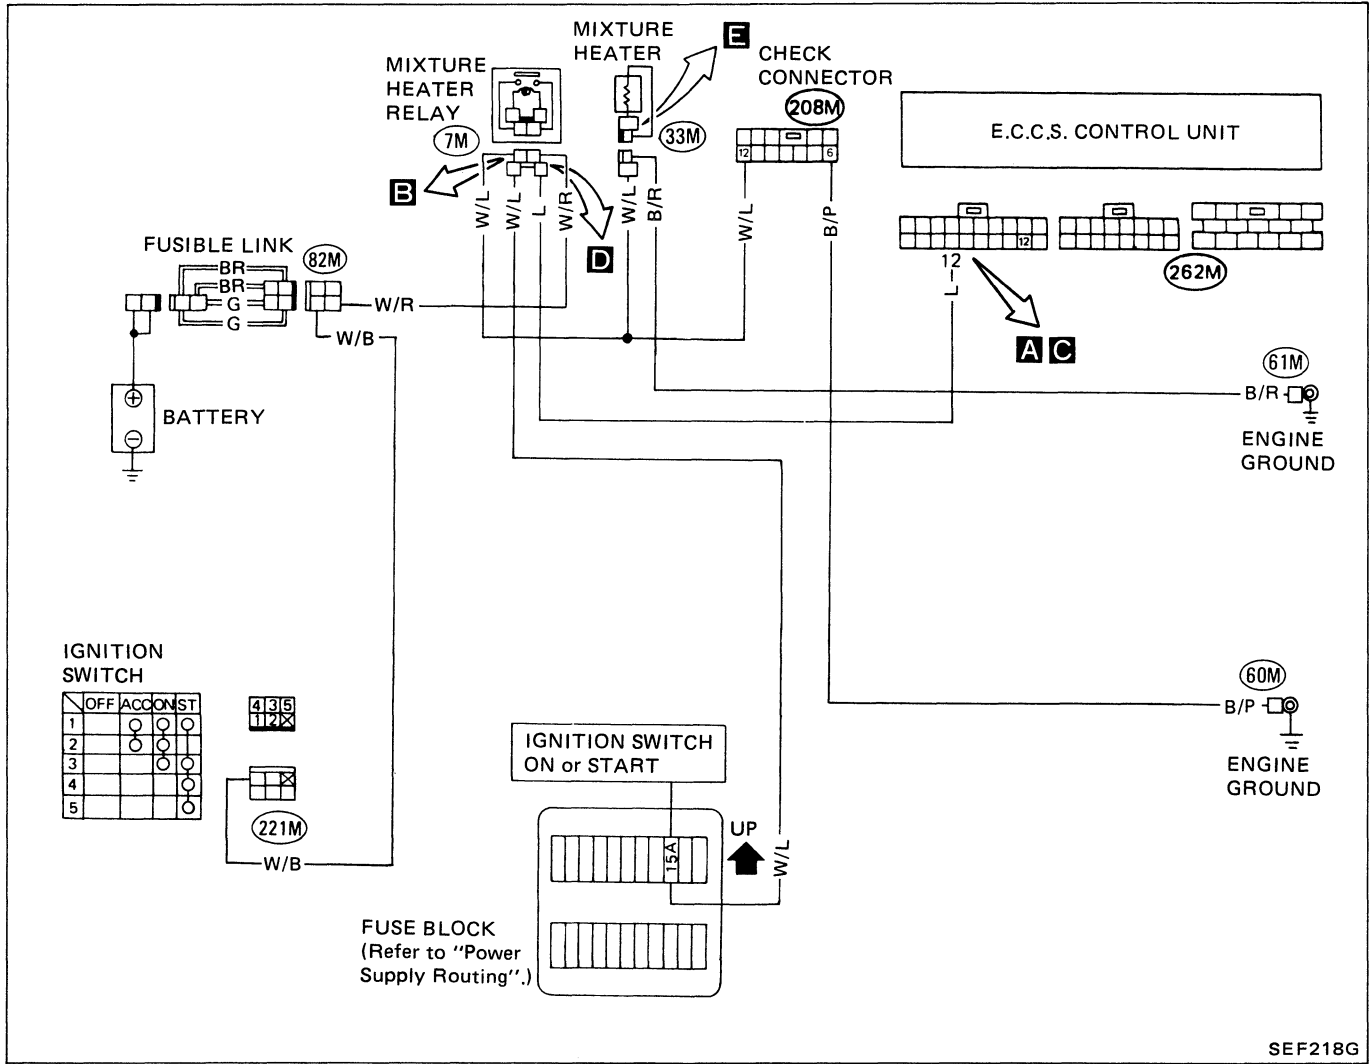 MIXTURE
HEATER
E
CHECK
CONNECTOR
208M
MIXTURE
HEATER
RELAY
7M
33M
E.C.C.S. CONTROL UNIT
12
6
B
D
W/L
W/L
L
W/R
W/L
B/R
W/L
B/P
12
12
L
262M
A C
FUSIBLE LINK
82M
BR
BR
G
G
W/R
W/B
BATTERY
61M
B/R
ENGINE
GROUND
60M
B/P
ENGINE
GROUND
IGNITION
SWITCH
OFF ACC ON ST
1
2
3
4
5
4 3 5
1 2
221M
W/B
IGNITION SWITCH
ON or START
15A
UP
W/L
FUSE BLOCK
(Refer to "Power
Supply Routing".)
SEF218G